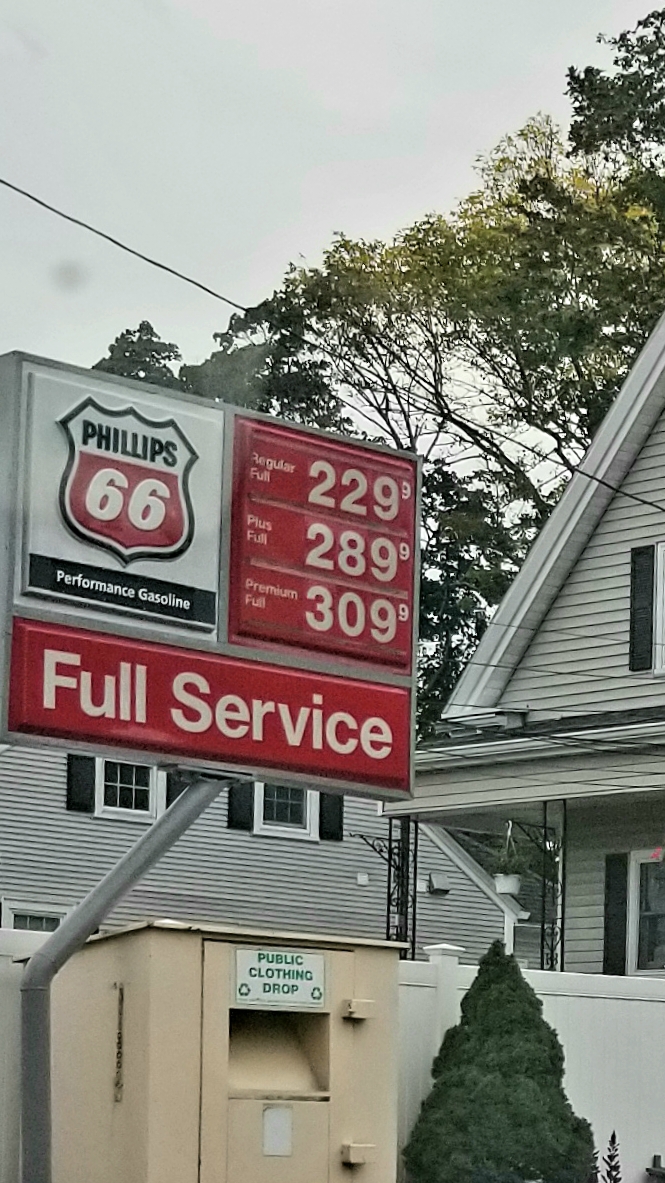 PHILLIPS
66
Performance Gasoline
Regular
Full
229 9
Plus
Full
289 9
Premium
Full
309 9
Full Service
PUBLIC
CLOTHING
DROP